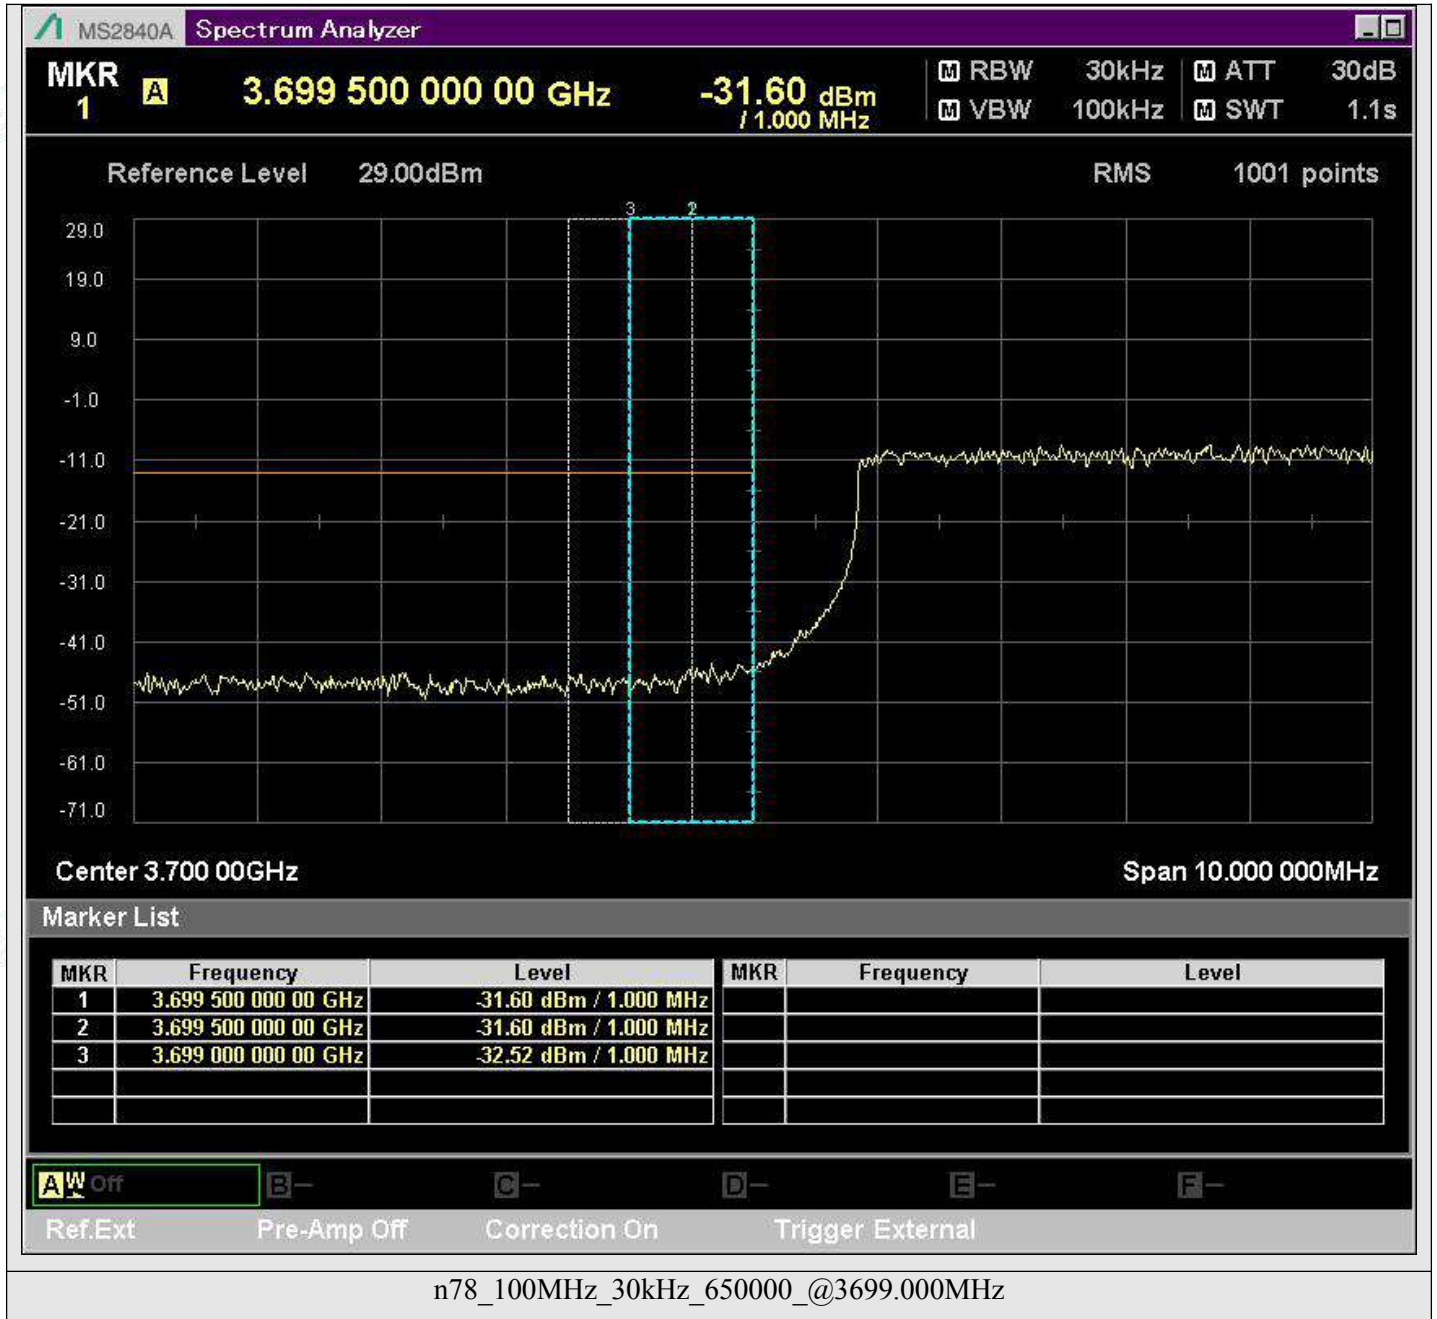 MS2840A Spectrum Analyzer
MKR 1 A 3.699 500 000 00 GHz -31.60 dBm / 1.000 MHz
M RBW 30kHz M ATT 30dB
M VBW 100kHz M SWT 1.1s
Reference Level 29.00dBm RMS 1001 points
3 2
29.0
19.0
9.0
-1.0
-11.0
-21.0
-31.0
-41.0
-51.0
-61.0
-71.0
Center 3.700 00GHz Span 10.000 000MHz
Marker List
MKR Frequency Level MKR Frequency Level
1 3.699 500 000 00 GHz -31.60 dBm / 1.000 MHz
2 3.699 500 000 00 GHz -31.60 dBm / 1.000 MHz
3 3.699 000 000 00 GHz -32.52 dBm / 1.000 MHz
A W Off B- C- D- E- F-
Ref.Ext Pre-Amp Off Correction On Trigger External
n78_100MHz_30kHz_650000_@3699.000MHz